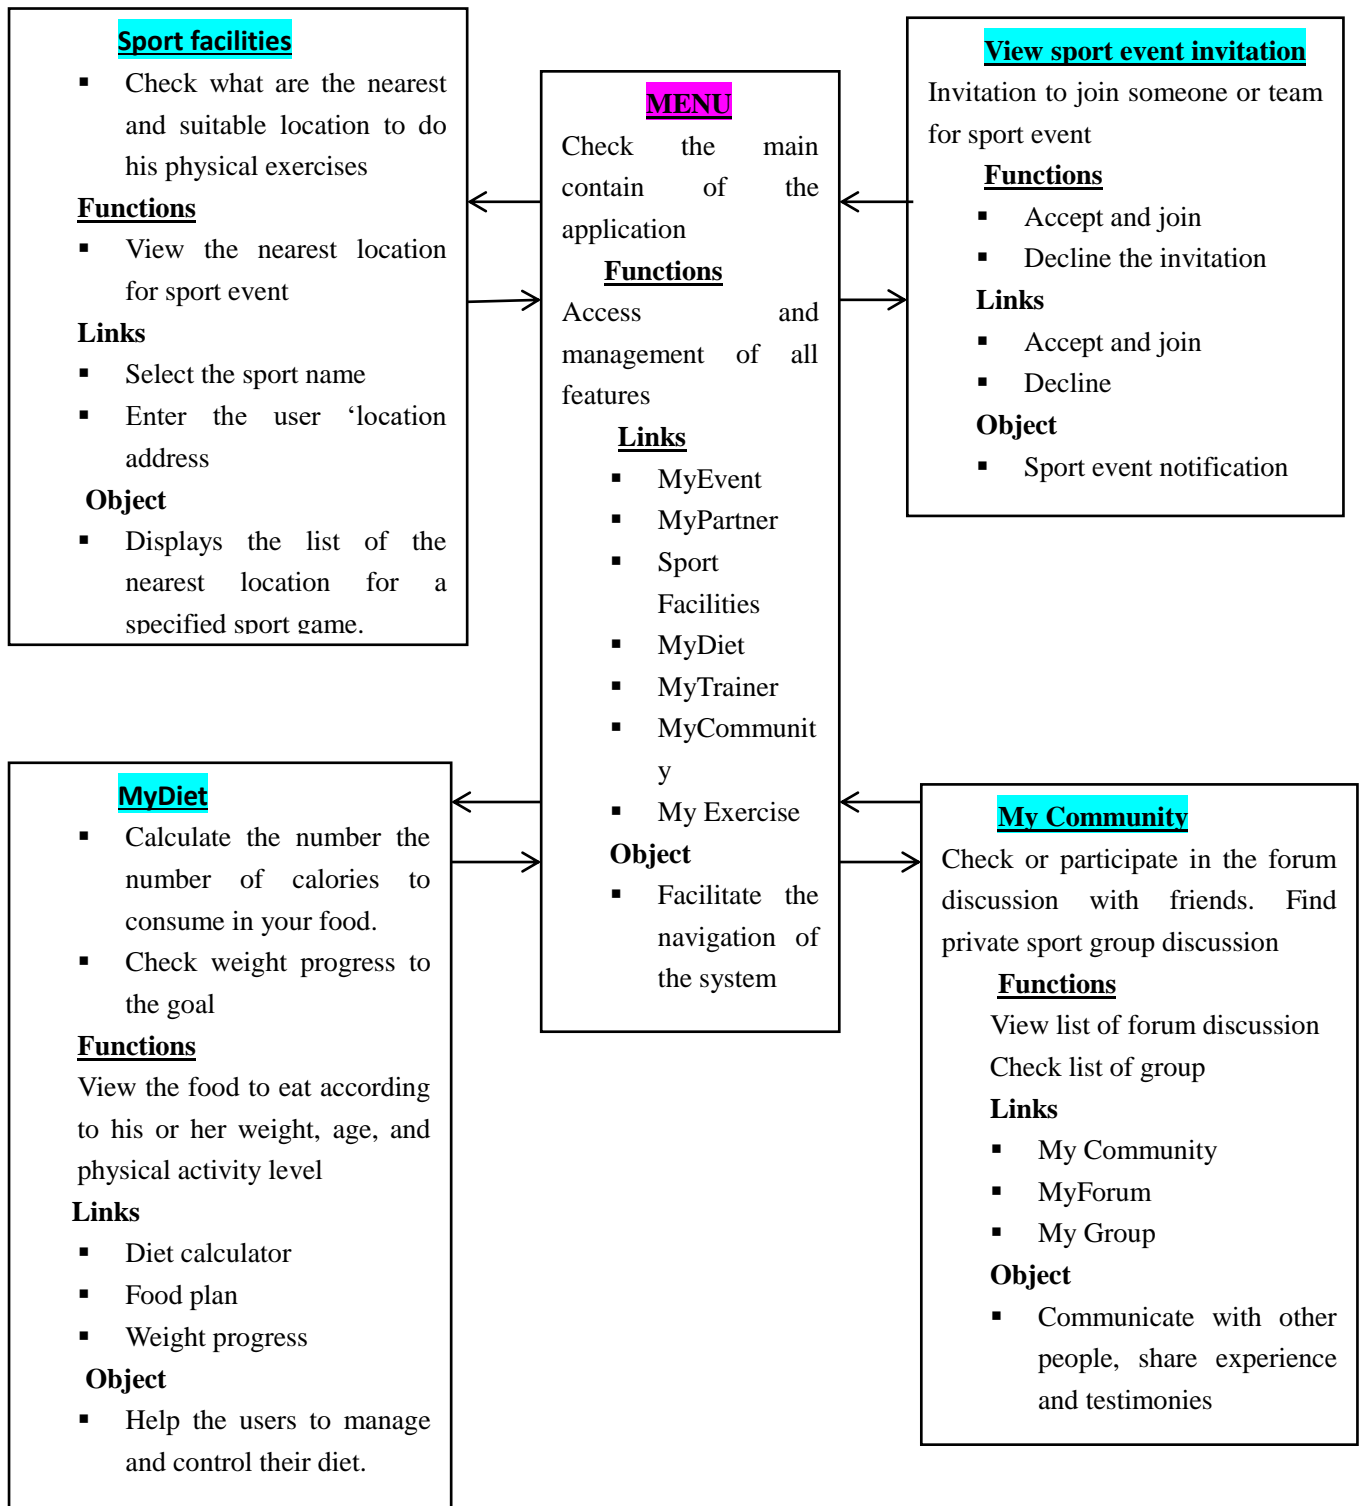 Sport facilities
▪ Check what are the nearest
and suitable location to do
his physical exercises
Functions
▪ View the nearest location
for sport event
Links
▪ Select the sport name
▪ Enter the user ‘location
address
Object
▪ Displays the list of the
nearest location for a
specified sport game.
MENU
Check the main
contain of the
application
Functions
Access and
management of all
features
Links
▪ MyEvent
▪ MyPartner
▪ Sport
Facilities
▪ MyDiet
▪ MyTrainer
▪ MyCommunit
y
▪ My Exercise
Object
▪ Facilitate the
navigation of
the system
View sport event invitation
Invitation to join someone or team
for sport event
Functions
▪ Accept and join
▪ Decline the invitation
Links
▪ Accept and join
▪ Decline
Object
▪ Sport event notification
MyDiet
▪ Calculate the number the
number of calories to
consume in your food.
▪ Check weight progress to
the goal
Functions
View the food to eat according
to his or her weight, age, and
physical activity level
Links
▪ Diet calculator
▪ Food plan
▪ Weight progress
Object
▪ Help the users to manage
and control their diet.
My Community
Check or participate in the forum
discussion with friends. Find
private sport group discussion
Functions
View list of forum discussion
Check list of group
Links
▪ My Community
▪ MyForum
▪ My Group
Object
▪ Communicate with other
people, share experience
and testimonies